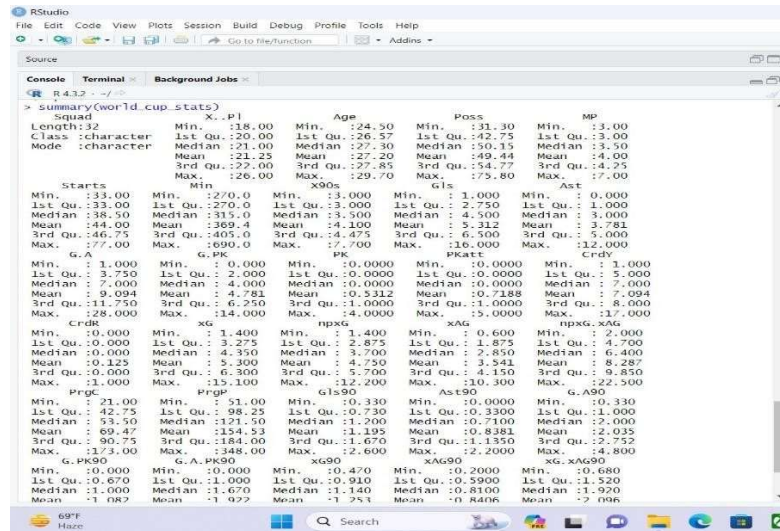 RStudio
File Edit Code View Plots Session Build Debug Profile Tools Help
Go to file/function Addins
Source
Console Terminal Background Jobs
R R 4.3.2 · ~/
> summary(world_cup_stats)
Squad X..Pl Age Poss MP
Length:32 Min. :18.00 Min. :24.50 Min. :31.30 Min. :3.00
Class :character 1st Qu.:20.00 1st Qu.:26.57 1st Qu.:42.75 1st Qu.:3.00
Mode :character Median :21.00 Median :27.30 Median :50.15 Median :3.50
Mean :21.25 Mean :27.20 Mean :49.44 Mean :4.00
3rd Qu.:22.00 3rd Qu.:27.85 3rd Qu.:54.77 3rd Qu.:4.25
Max. :26.00 Max. :29.70 Max. :75.80 Max. :7.00
Starts Min X90s Gls Ast
Min. :33.00 Min. :270.0 Min. :3.000 Min. : 1.000 Min. : 0.000
1st Qu.:33.00 1st Qu.:270.0 1st Qu.:3.000 1st Qu.: 2.750 1st Qu.: 1.000
Median :38.50 Median :315.0 Median :3.500 Median : 4.500 Median : 3.000
Mean :44.00 Mean :369.4 Mean :4.100 Mean : 5.312 Mean : 3.781
3rd Qu.:46.75 3rd Qu.:405.0 3rd Qu.:4.475 3rd Qu.: 6.500 3rd Qu.: 5.000
Max. :77.00 Max. :690.0 Max. :7.700 Max. :16.000 Max. :12.000
G.A G.PK PK PKatt CrdY
Min. : 1.000 Min. : 0.000 Min. :0.0000 Min. :0.0000 Min. : 1.000
1st Qu.: 3.750 1st Qu.: 2.000 1st Qu.:0.0000 1st Qu.:0.0000 1st Qu.: 5.000
Median : 7.000 Median : 4.000 Median :0.0000 Median :0.0000 Median : 7.000
Mean : 9.094 Mean : 4.781 Mean :0.5312 Mean :0.7188 Mean : 7.094
3rd Qu.:11.750 3rd Qu.: 6.250 3rd Qu.:1.0000 3rd Qu.:1.0000 3rd Qu.: 8.000
Max. :28.000 Max. :14.000 Max. :4.0000 Max. :5.0000 Max. :17.000
CrdR xG npxG xAG npxG.xAG
Min. :0.000 Min. : 1.400 Min. : 1.400 Min. : 0.600 Min. : 2.000
1st Qu.:0.000 1st Qu.: 3.275 1st Qu.: 2.875 1st Qu.: 1.875 1st Qu.: 4.700
Median :0.000 Median : 4.350 Median : 3.700 Median : 2.850 Median : 6.400
Mean :0.125 Mean : 5.300 Mean : 4.750 Mean : 3.541 Mean : 8.287
3rd Qu.:0.000 3rd Qu.: 6.300 3rd Qu.: 5.700 3rd Qu.: 4.150 3rd Qu.: 9.850
Max. :1.000 Max. :15.100 Max. :12.200 Max. :10.300 Max. :22.500
PrgC PrgP Gls90 Ast90 G.A90
Min. : 21.00 Min. : 51.00 Min. :0.330 Min. :0.0000 Min. :0.330
1st Qu.: 42.75 1st Qu.: 98.25 1st Qu.:0.730 1st Qu.:0.3300 1st Qu.:1.000
Median : 53.50 Median :121.50 Median :1.200 Median :0.7100 Median :2.000
Mean : 69.47 Mean :154.53 Mean :1.195 Mean :0.8381 Mean :2.035
3rd Qu.: 90.75 3rd Qu.:184.00 3rd Qu.:1.670 3rd Qu.:1.1350 3rd Qu.:2.752
Max. :173.00 Max. :348.00 Max. :2.600 Max. :2.2000 Max. :4.800
G.PK90 G.A.PK90 xG90 xAG90 xG.xAG90
Min. :0.000 Min. :0.000 Min. :0.470 Min. :0.2000 Min. :0.680
1st Qu.:0.670 1st Qu.:1.000 1st Qu.:0.910 1st Qu.:0.5900 1st Qu.:1.520
Median :1.000 Median :1.670 Median :1.140 Median :0.8100 Median :1.920
Mean :1.082 Mean :1.922 Mean :1.253 Mean :0.8406 Mean :2.096
69°F
Haze
Search